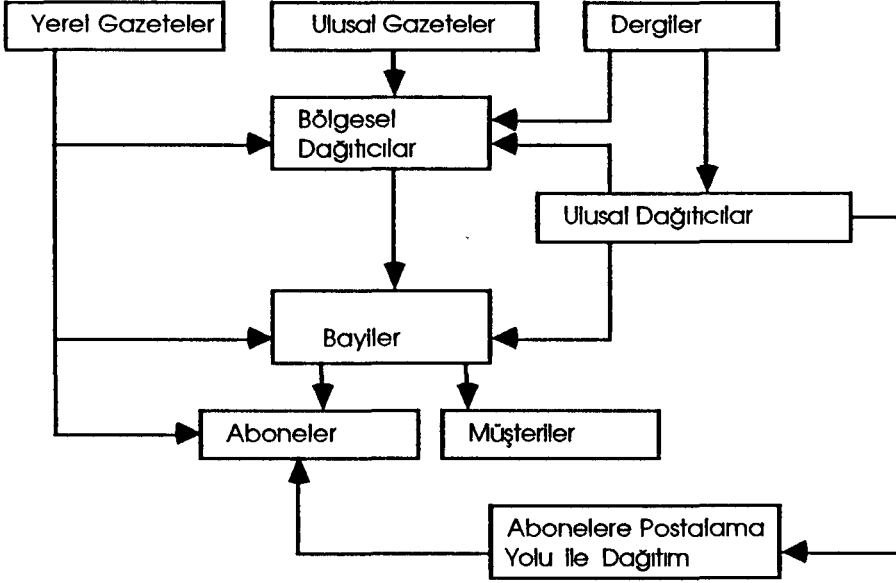 Yerel Gazeteler
Ulusal Gazeteler
Dergiler
Bölgesel
Dağıtıcılar
Ulusal Dağıtıcılar
Bayiler
Aboneler
Müşteriler
Abonelere Postalama
Yolu ile Dağıtım